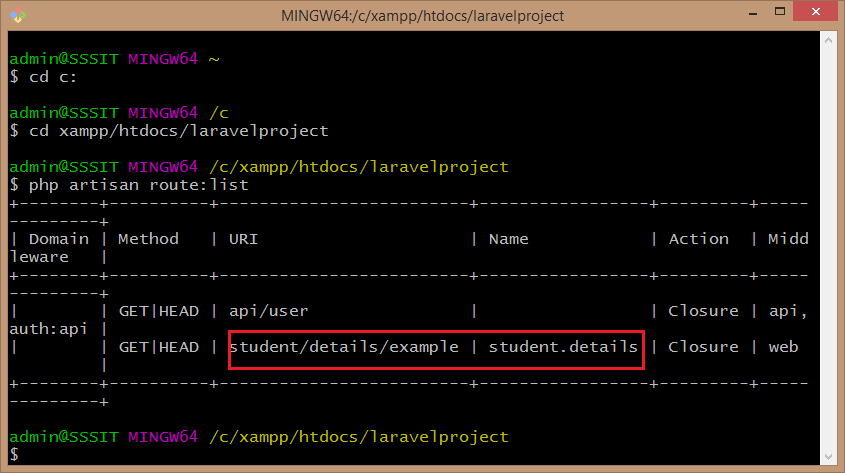 MINGW64:/c/xampp/htdocs/laravelproject
admin@SSSIT MINGW64 ~
$ cd c:
admin@SSSIT MINGW64 /c
$ cd xampp/htdocs/laravelproject
admin@SSSIT MINGW64 /c/xampp/htdocs/laravelproject
$ php artisan route:list
+--------+----------+-------------------------+-----------------+---------+-----
---------+
| Domain | Method   | URI                     | Name            | Action  | Midd
leware   |
+--------+----------+-------------------------+-----------------+---------+-----
---------+
|        | GET|HEAD | api/user                |                 | Closure | api,
auth:api |
|        | GET|HEAD | student/details/example | student.details | Closure | web
         |
+--------+----------+-------------------------+-----------------+---------+-----
---------+
admin@SSSIT MINGW64 /c/xampp/htdocs/laravelproject
$